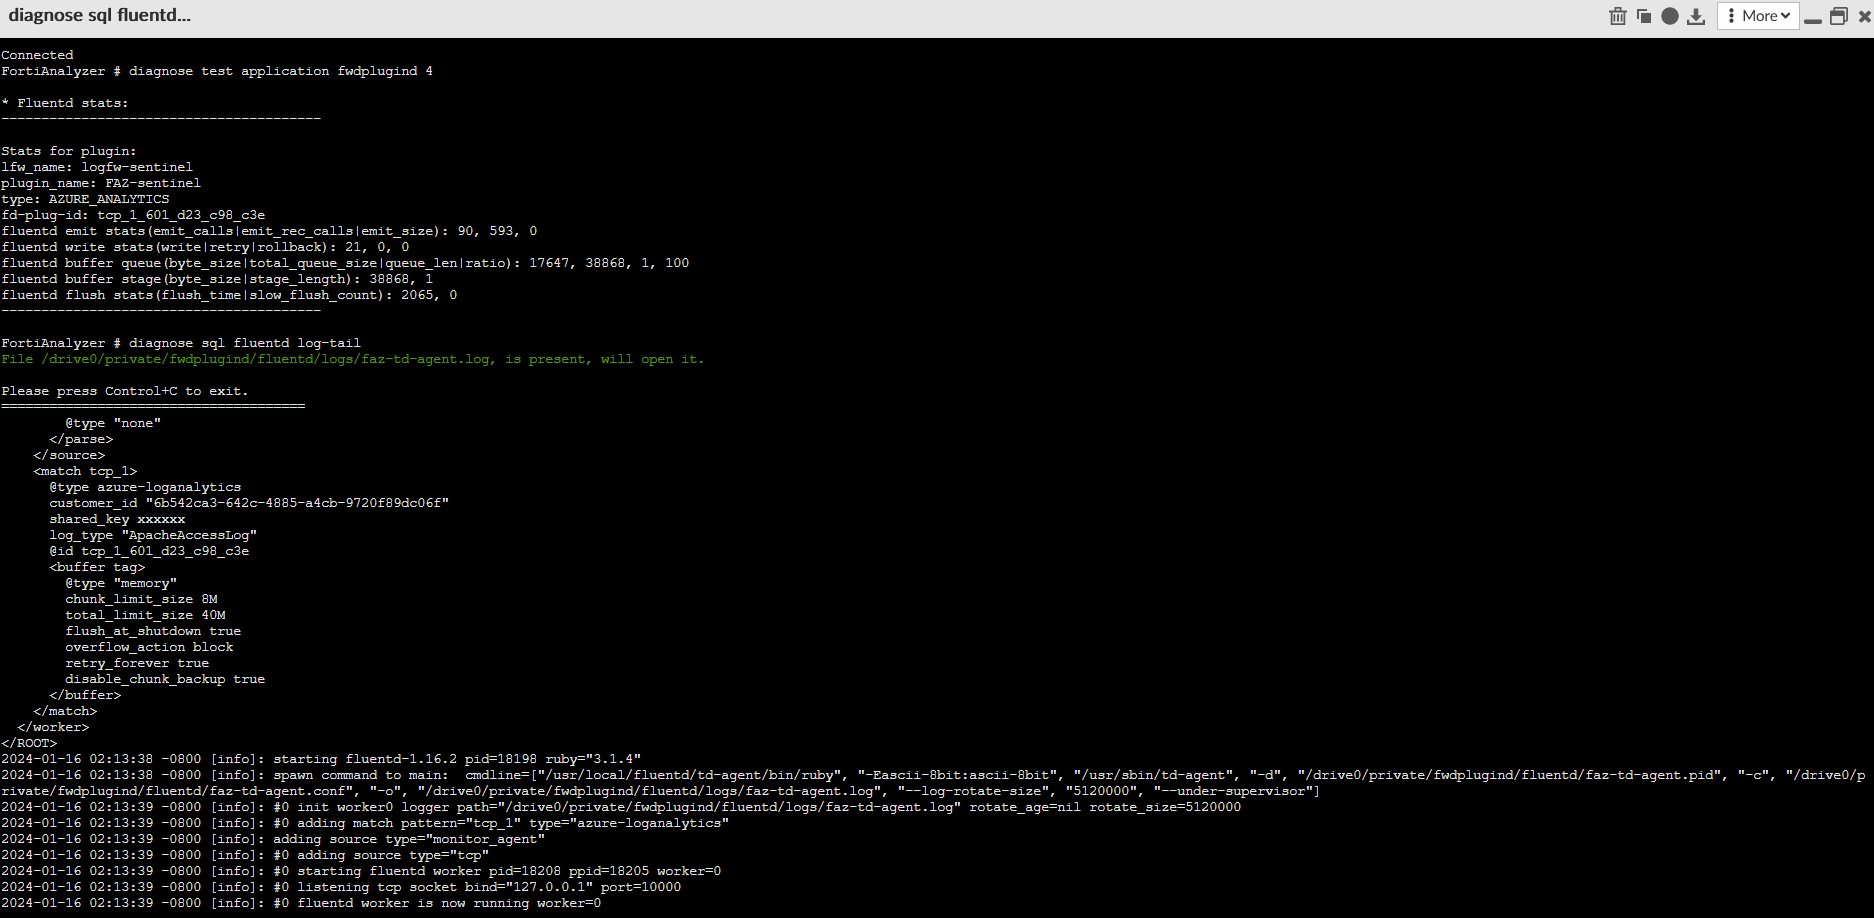 diagnose sql fluentd...
More
Connected
FortiAnalyzer # diagnose test application fwdplugind 4
* Fluentd stats:
----------------------------------------
Stats for plugin:
lfw_name: logfw-sentinel
plugin_name: FAZ-sentinel
type: AZURE_ANALYTICS
fd-plug-id: tcp_1_601_d23_c98_c3e
fluentd emit stats(emit_calls|emit_rec_calls|emit_size): 90, 593, 0
fluentd write stats(write|retry|rollback): 21, 0, 0
fluentd buffer queue(byte_size|total_queue_size|queue_len|ratio): 17647, 38868, 1, 100
fluentd buffer stage(byte_size|stage_length): 38868, 1
fluentd flush stats(flush_time|slow_flush_count): 2065, 0
----------------------------------------
FortiAnalyzer # diagnose sql fluentd log-tail
File /drive0/private/fwdplugind/fluentd/logs/faz-td-agent.log, is present, will open it.
Please press Control+C to exit.
======================================
@type "none"
</parse>
</source>
<match tcp_1>
@type azure-loganalytics
customer_id "6b542ca3-642c-4885-a4cb-9720f89dc06f"
shared_key xxxxxx
log_type "ApacheAccessLog"
@id tcp_1_601_d23_c98_c3e
<buffer tag>
@type "memory"
chunk_limit_size 8M
total_limit_size 40M
flush_at_shutdown true
overflow_action block
retry_forever true
disable_chunk_backup true
</buffer>
</match>
</worker>
</ROOT>
2024-01-16 02:13:38 -0800 [info]: starting fluentd-1.16.2 pid=18198 ruby="3.1.4"
2024-01-16 02:13:38 -0800 [info]: spawn command to main:  cmdline=["/usr/local/fluentd/td-agent/bin/ruby", "-Eascii-8bit:ascii-8bit", "/usr/sbin/td-agent", "-d", "/drive0/private/fwdplugind/fluentd/faz-td-agent.pid", "-c", "/drive0/p
rivate/fwdplugind/fluentd/faz-td-agent.conf", "-o", "/drive0/private/fwdplugind/fluentd/logs/faz-td-agent.log", "--log-rotate-size", "5120000", "--under-supervisor"]
2024-01-16 02:13:39 -0800 [info]: #0 init worker0 logger path="/drive0/private/fwdplugind/fluentd/logs/faz-td-agent.log" rotate_age=nil rotate_size=5120000
2024-01-16 02:13:39 -0800 [info]: #0 adding match pattern="tcp_1" type="azure-loganalytics"
2024-01-16 02:13:39 -0800 [info]: adding source type="monitor_agent"
2024-01-16 02:13:39 -0800 [info]: #0 adding source type="tcp"
2024-01-16 02:13:39 -0800 [info]: #0 starting fluentd worker pid=18208 ppid=18205 worker=0
2024-01-16 02:13:39 -0800 [info]: #0 listening tcp socket bind="127.0.0.1" port=10000
2024-01-16 02:13:39 -0800 [info]: #0 fluentd worker is now running worker=0